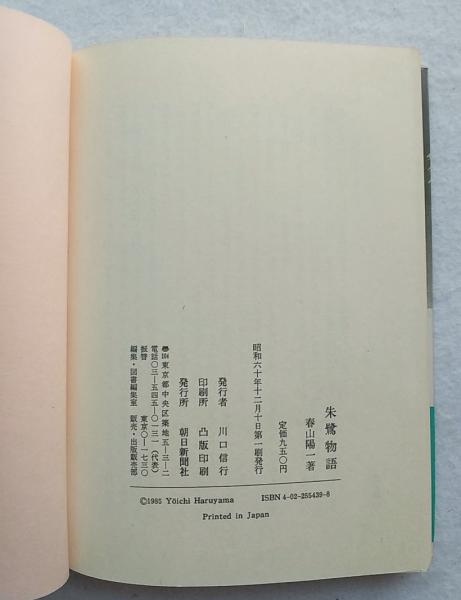 朱鷺物語
春山陽一著
定価九五〇円
昭和六十年十二月十日第一刷発行
発行者 川口信行
印刷所 凸版印刷
発行所 朝日新聞社
〒104東京都中央区築地五ー三ー二
電話〇三ー五四五ー〇一三一(代表)
振替 東京〇ー一七三〇
編集・図書編集室 販売・出版販売部
©1985 Yōichi Haruyama ISBN 4-02-255439-8
Printed in Japan